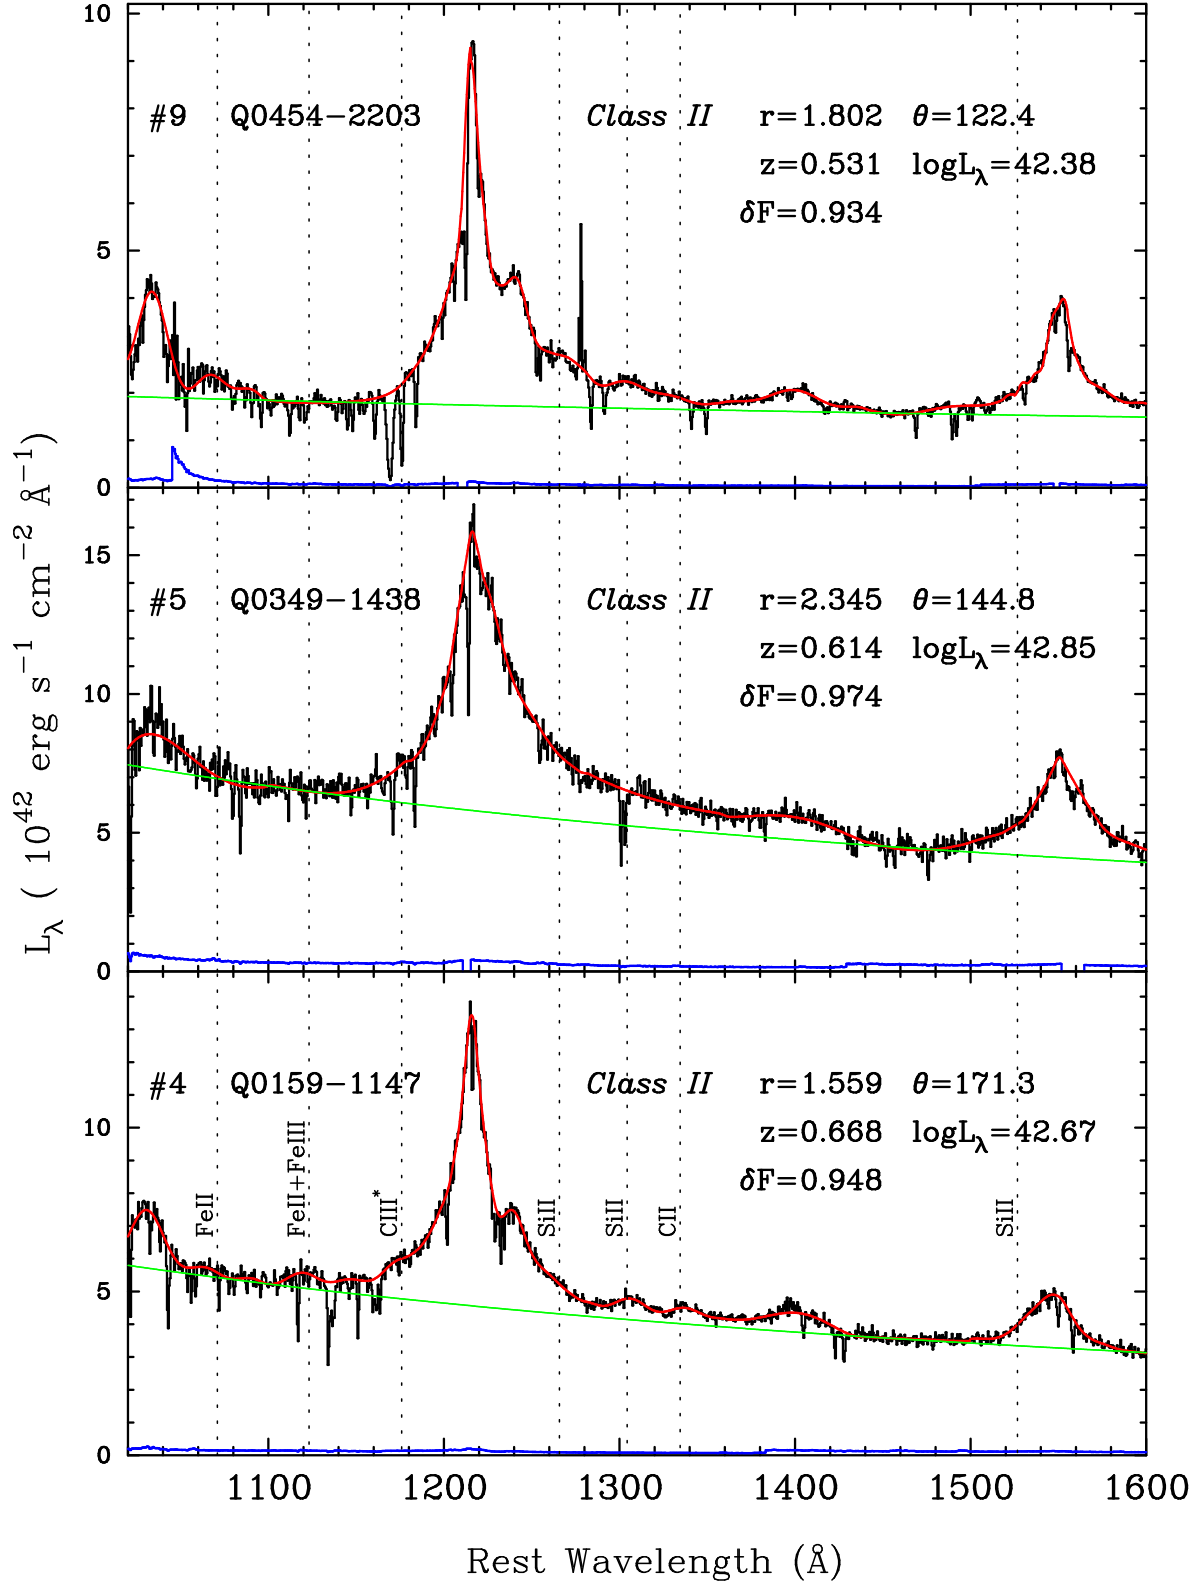 10
#9 Q0454−2203 Class II r=1.802 θ=122.4
z=0.531 logLλ=42.38
δF=0.934
5
0
15
#5 Q0349−1438 Class II r=2.345 θ=144.8
z=0.614 logLλ=42.85
δF=0.974
10
5
0
#4 Q0159−1147 Class II r=1.559 θ=171.3
z=0.668 logLλ=42.67
δF=0.948
10
FeII
FeII+FeIII
CIII*
SiII
SiII
CII
SiII
5
0
1100 1200 1300 1400 1500 1600
Rest Wavelength (Å)
Lλ ( 10⁴² erg s⁻¹ cm⁻² Å⁻¹)